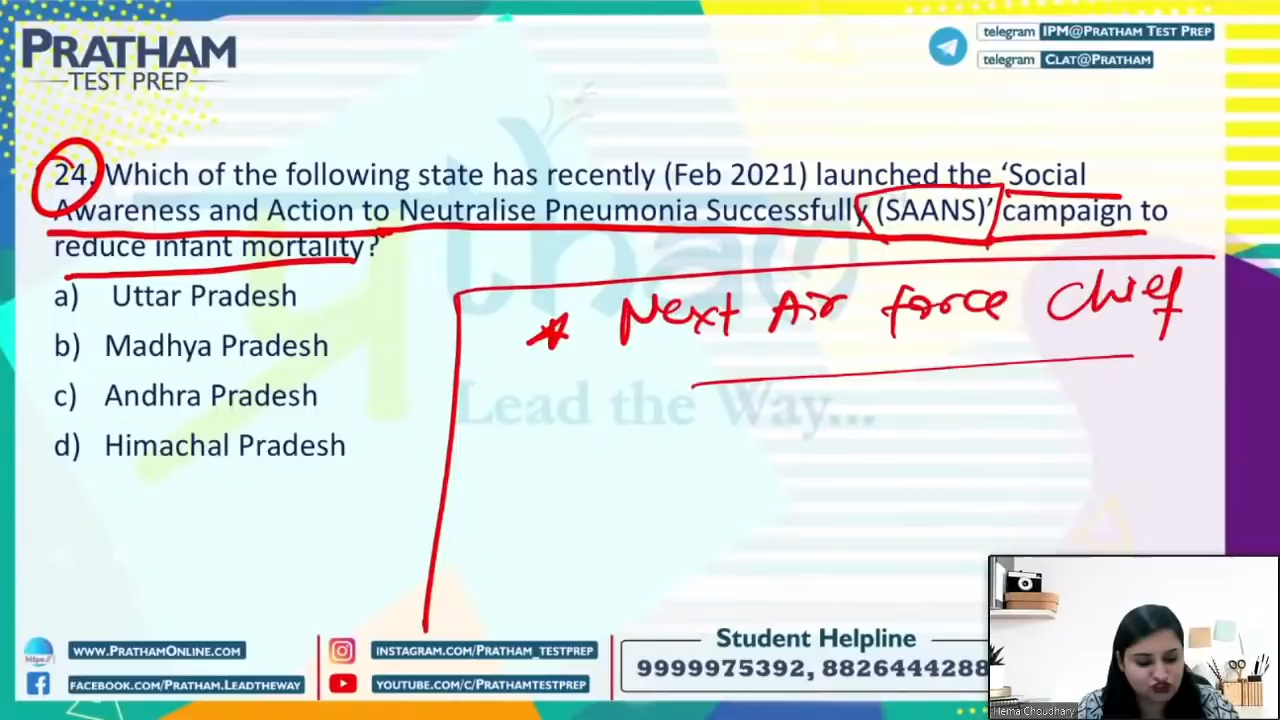 PRATHAM
TEST PREP
telegram IPM@PRATHAM TEST PREP
telegram CLAT@PRATHAM
24. Which of the following state has recently (Feb 2021) launched the ‘Social
Awareness and Action to Neutralise Pneumonia Successfully (SAANS)’ campaign to
reduce infant mortality?
a) Uttar Pradesh
b) Madhya Pradesh
c) Andhra Pradesh
d) Himachal Pradesh
* Next Air force Chief
Lead the Way...
https://
WWW.PRATHAMONLINE.COM
FACEBOOK.COM/PRATHAM.LEADTHEWAY
INSTAGRAM.COM/PRATHAM_TESTPREP
YOUTUBE.COM/C/PRATHAMTESTPREP
Student Helpline
9999975392, 8826444288
Hema Choudhary